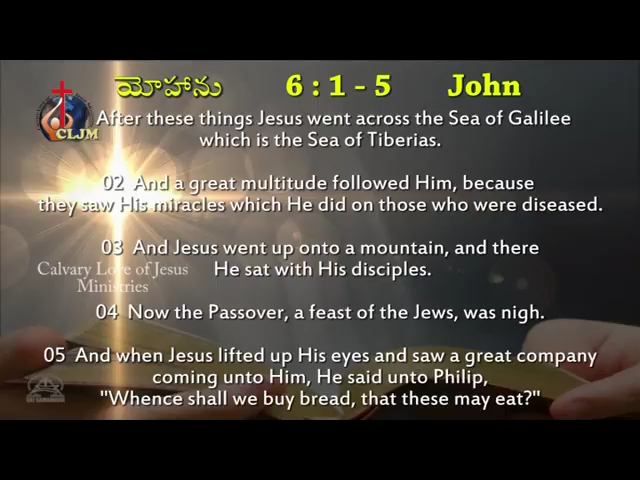 యోహాను 6 : 1 - 5 John
CLJM
After these things Jesus went across the Sea of Galilee
which is the Sea of Tiberias.
02 And a great multitude followed Him, because
they saw His miracles which He did on those who were diseased.
03 And Jesus went up onto a mountain, and there
He sat with His disciples.
Calvary Love of Jesus
Ministries
04 Now the Passover, a feast of the Jews, was nigh.
05 And when Jesus lifted up His eyes and saw a great company
coming unto Him, He said unto Philip,
"Whence shall we buy bread, that these may eat?"